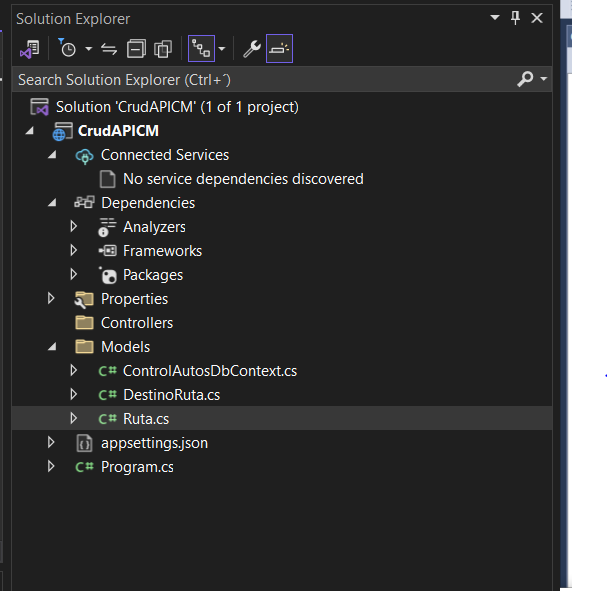 Solution Explorer
Search Solution Explorer (Ctrl+´)
Solution 'CrudAPICM' (1 of 1 project)
CrudAPICM
Connected Services
No service dependencies discovered
Dependencies
Analyzers
Frameworks
Packages
Properties
Controllers
Models
C# ControlAutosDbContext.cs
C# DestinoRuta.cs
C# Ruta.cs
appsettings.json
C# Program.cs